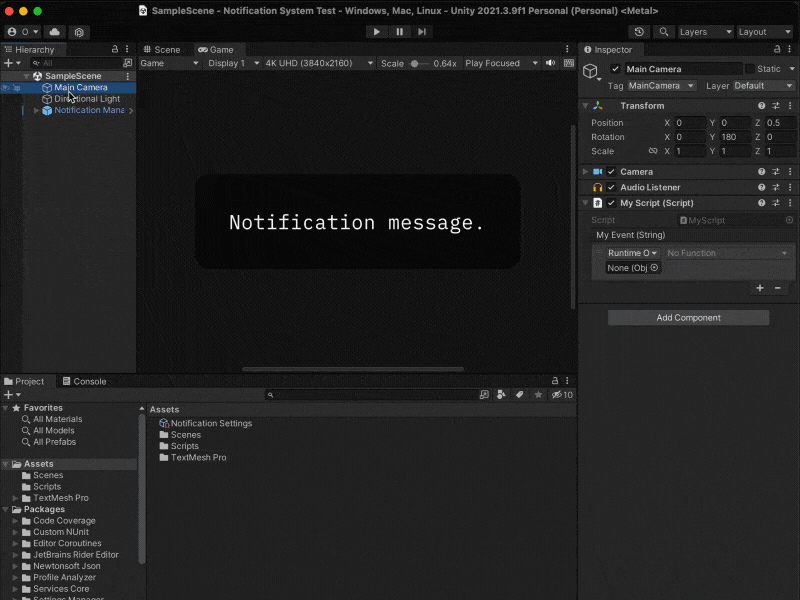 SampleScene - Notification System Test - Windows, Mac, Linux - Unity 2021.3.9f1 Personal (Personal) <Metal>
O
Layers
Layout
Hierarchy
All
SampleScene
Main Camera
Directional Light
Notification Mana
Scene
Game
Game
Display 1
4K UHD (3840x2160)
Scale
0.64x
Play Focused
Notification message.
Inspector
Main Camera
Static
Tag
MainCamera
Layer
Default
Transform
Position
X 0
Y 0
Z 0.5
Rotation
X 0
Y 180
Z 0
Scale
X 1
Y 1
Z 1
Camera
Audio Listener
My Script (Script)
Script
MyScript
My Event (String)
Runtime O
No Function
None (Obj
Add Component
Project
Console
10
Favorites
All Materials
All Models
All Prefabs
Assets
Scenes
Scripts
TextMesh Pro
Packages
Code Coverage
Custom NUnit
Editor Coroutines
JetBrains Rider Editor
Newtonsoft Json
Profile Analyzer
Services Core
Settings Manager
Assets
Notification Settings
Scenes
Scripts
TextMesh Pro